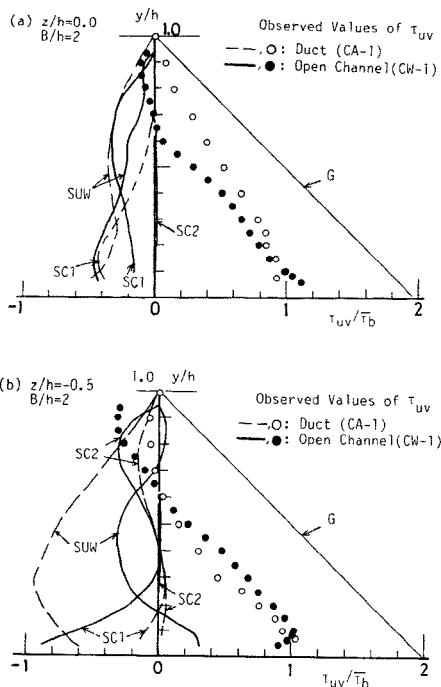 (a) z/h=0.0
B/h=2
y/h
1.0
Observed Values of τuv
--,○: Duct (CA-1)
—,●: Open Channel(CW-1)
SUW
G
SC2
SC1
SC1
-1
0
1
2
τuv/τ̄b
(b) z/h=-0.5
B/h=2
1.0 y/h
Observed Values of τuv
--,○: Duct (CA-1)
—,●: Open Channel(CW-1)
SC2
G
SUW
SC2
SC1
-1
0
1
2
τuv/τ̄b